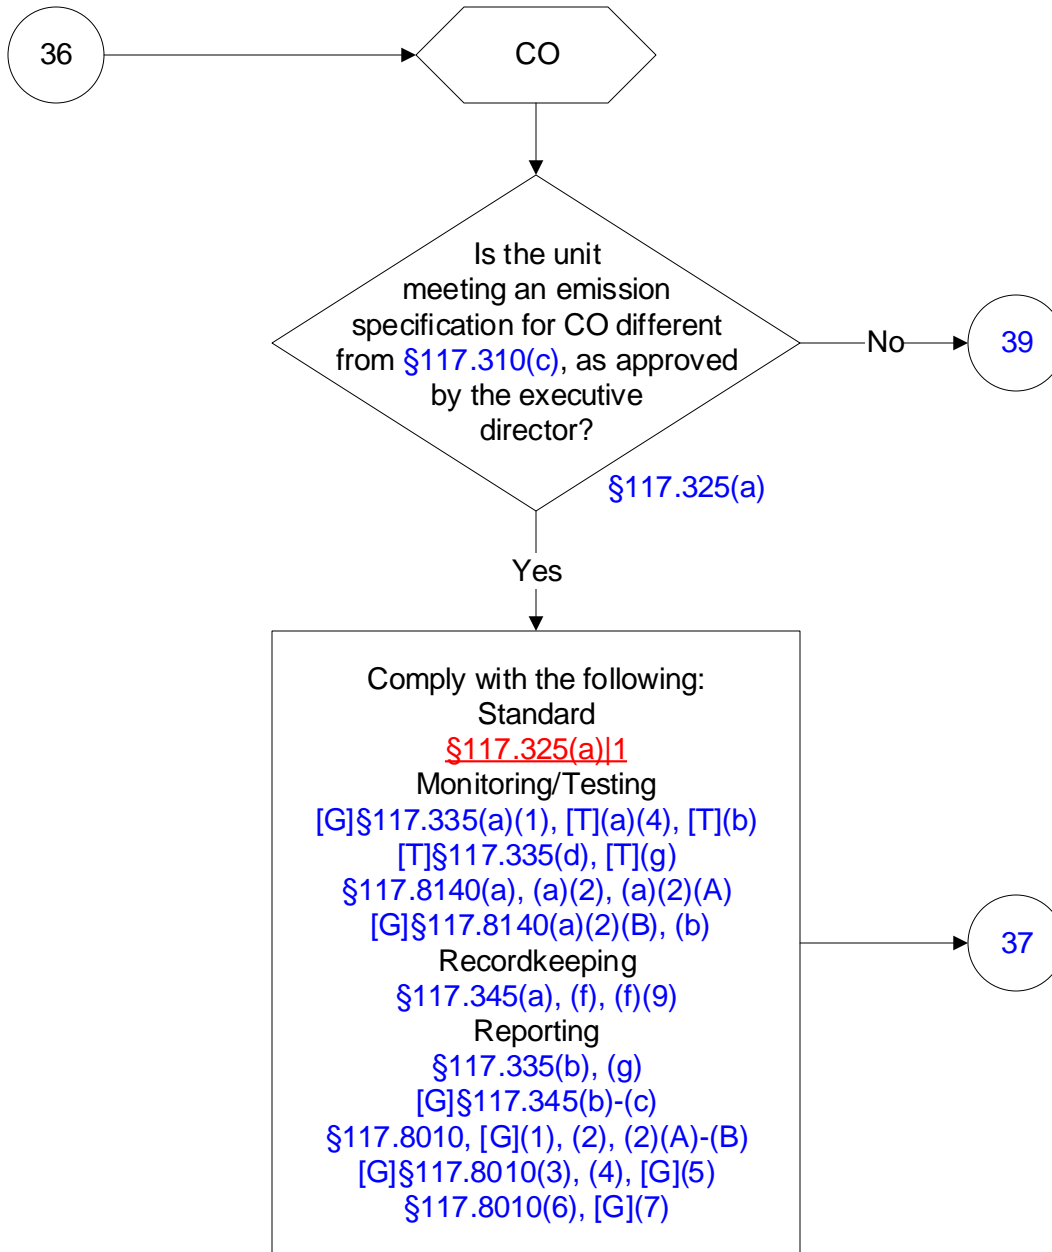 36
CO
Is the unit
meeting an emission
specification for CO different
from §117.310(c), as approved
by the executive
director?
No
39
§117.325(a)
Yes
Comply with the following:
Standard
§117.325(a)|1
Monitoring/Testing
[G]§117.335(a)(1), [T](a)(4), [T](b)
[T]§117.335(d), [T](g)
§117.8140(a), (a)(2), (a)(2)(A)
[G]§117.8140(a)(2)(B), (b)
Recordkeeping
§117.345(a), (f), (f)(9)
Reporting
§117.335(b), (g)
[G]§117.345(b)-(c)
§117.8010, [G](1), (2), (2)(A)-(B)
[G]§117.8010(3), (4), [G](5)
§117.8010(6), [G](7)
37